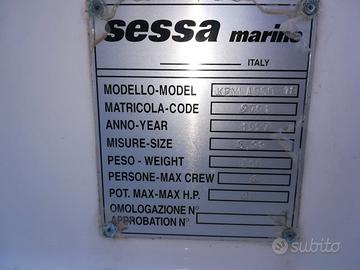 sessa marine
ITALY
MODELLO-MODEL
MATRICOLA-CODE
ANNO-YEAR
MISURE-SIZE
PESO - WEIGHT
PERSONE-MAX CREW
POT. MAX-MAX H.P.
OMOLOGAZIONE N°
APPROBATION N°
subito